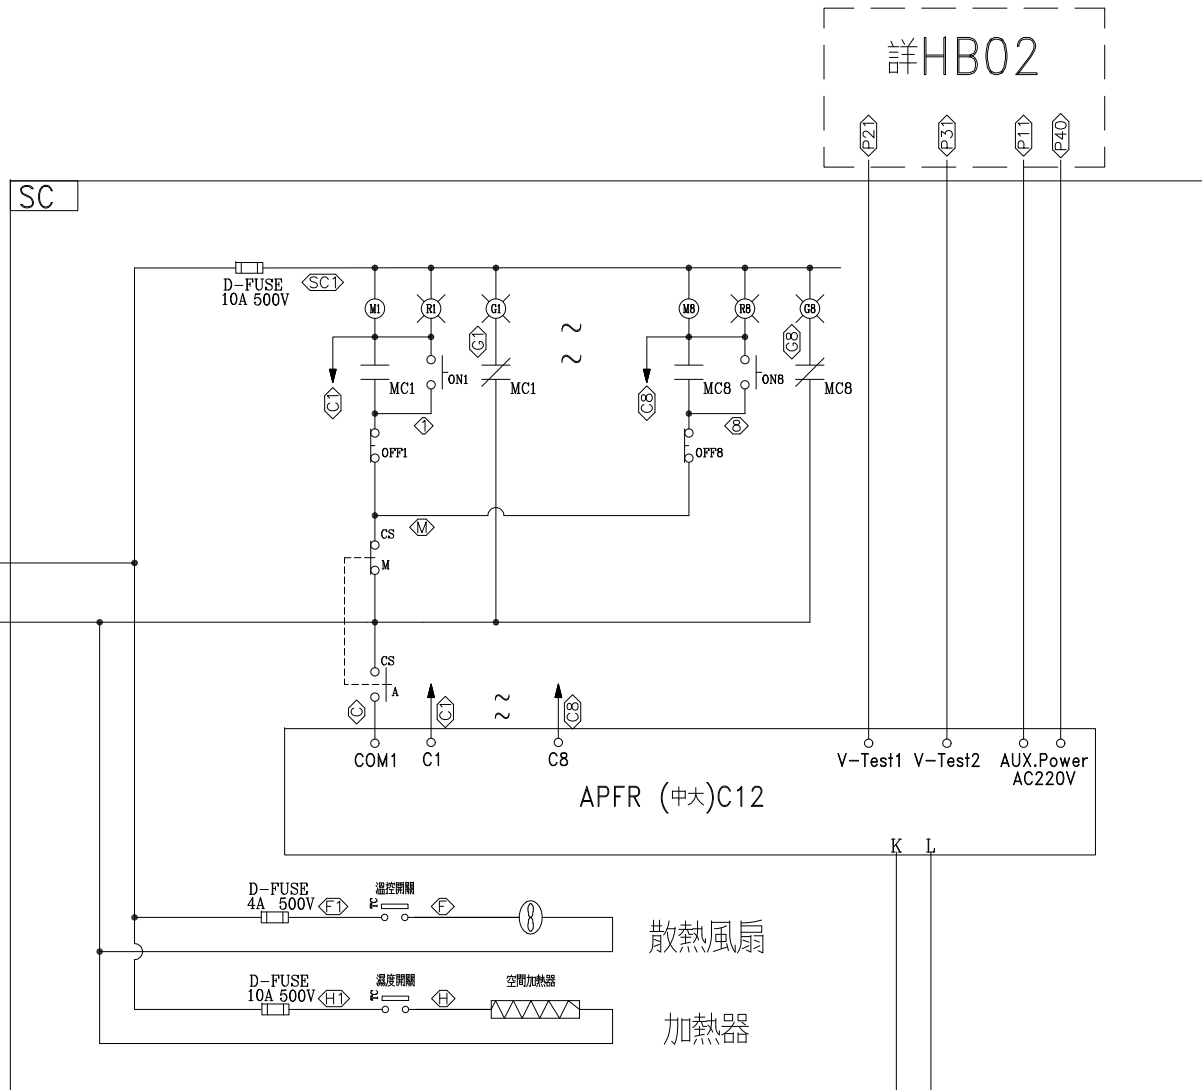 詳HB02
P21
P31
P11
P40
SC
D-FUSE
10A 500V
SC1
M1
R1
G1
M8
R8
G8
G1
G8
C1
MC1
ON1
MC1
C8
MC8
ON8
MC8
1
8
OFF1
OFF8
M
CS
M
CS
A
C
C1
C8
COM1
C1
C8
V-Test1
V-Test2
AUX.Power
AC220V
APFR (中大)C12
K
L
D-FUSE
4A 500V
F1
溫控開關
TC
F
散熱風扇
D-FUSE
10A 500V
H1
濕度開關
TC
H
空間加熱器
加熱器